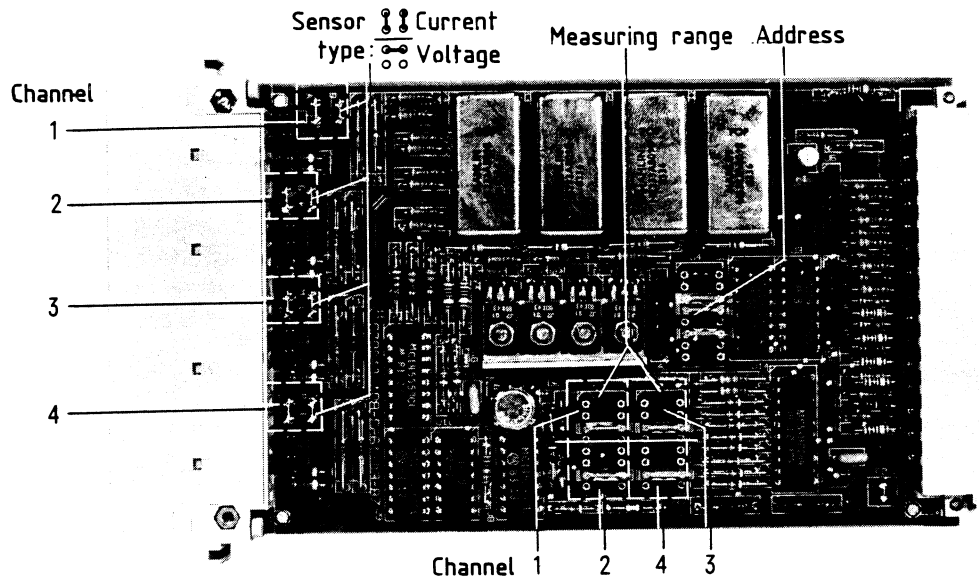 Sensor Current
type: Voltage
Measuring range Address
Channel
1
2
3
4
Channel 1 2 4 3